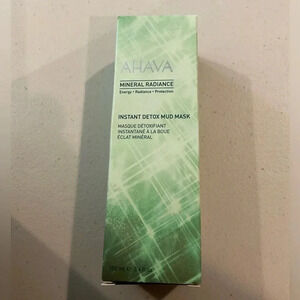 AHAVA
MINERAL RADIANCE
Energy • Radiance • Protection
INSTANT DETOX MUD MASK
MASQUE DÉTOXIFIANT
INSTANTANÉ À LA BOUE
ÉCLAT MINÉRAL